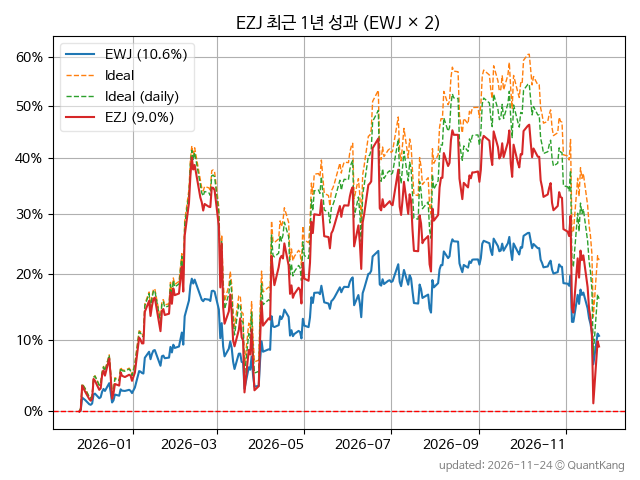 EZJ 최근 1년 성과 (EWJ × 2)
EWJ (10.6%)
Ideal
Ideal (daily)
EZJ (9.0%)
60%
50%
40%
30%
20%
10%
0%
2026-01 2026-03 2026-05 2026-07 2026-09 2026-11
updated: 2026-11-24 © QuantKang